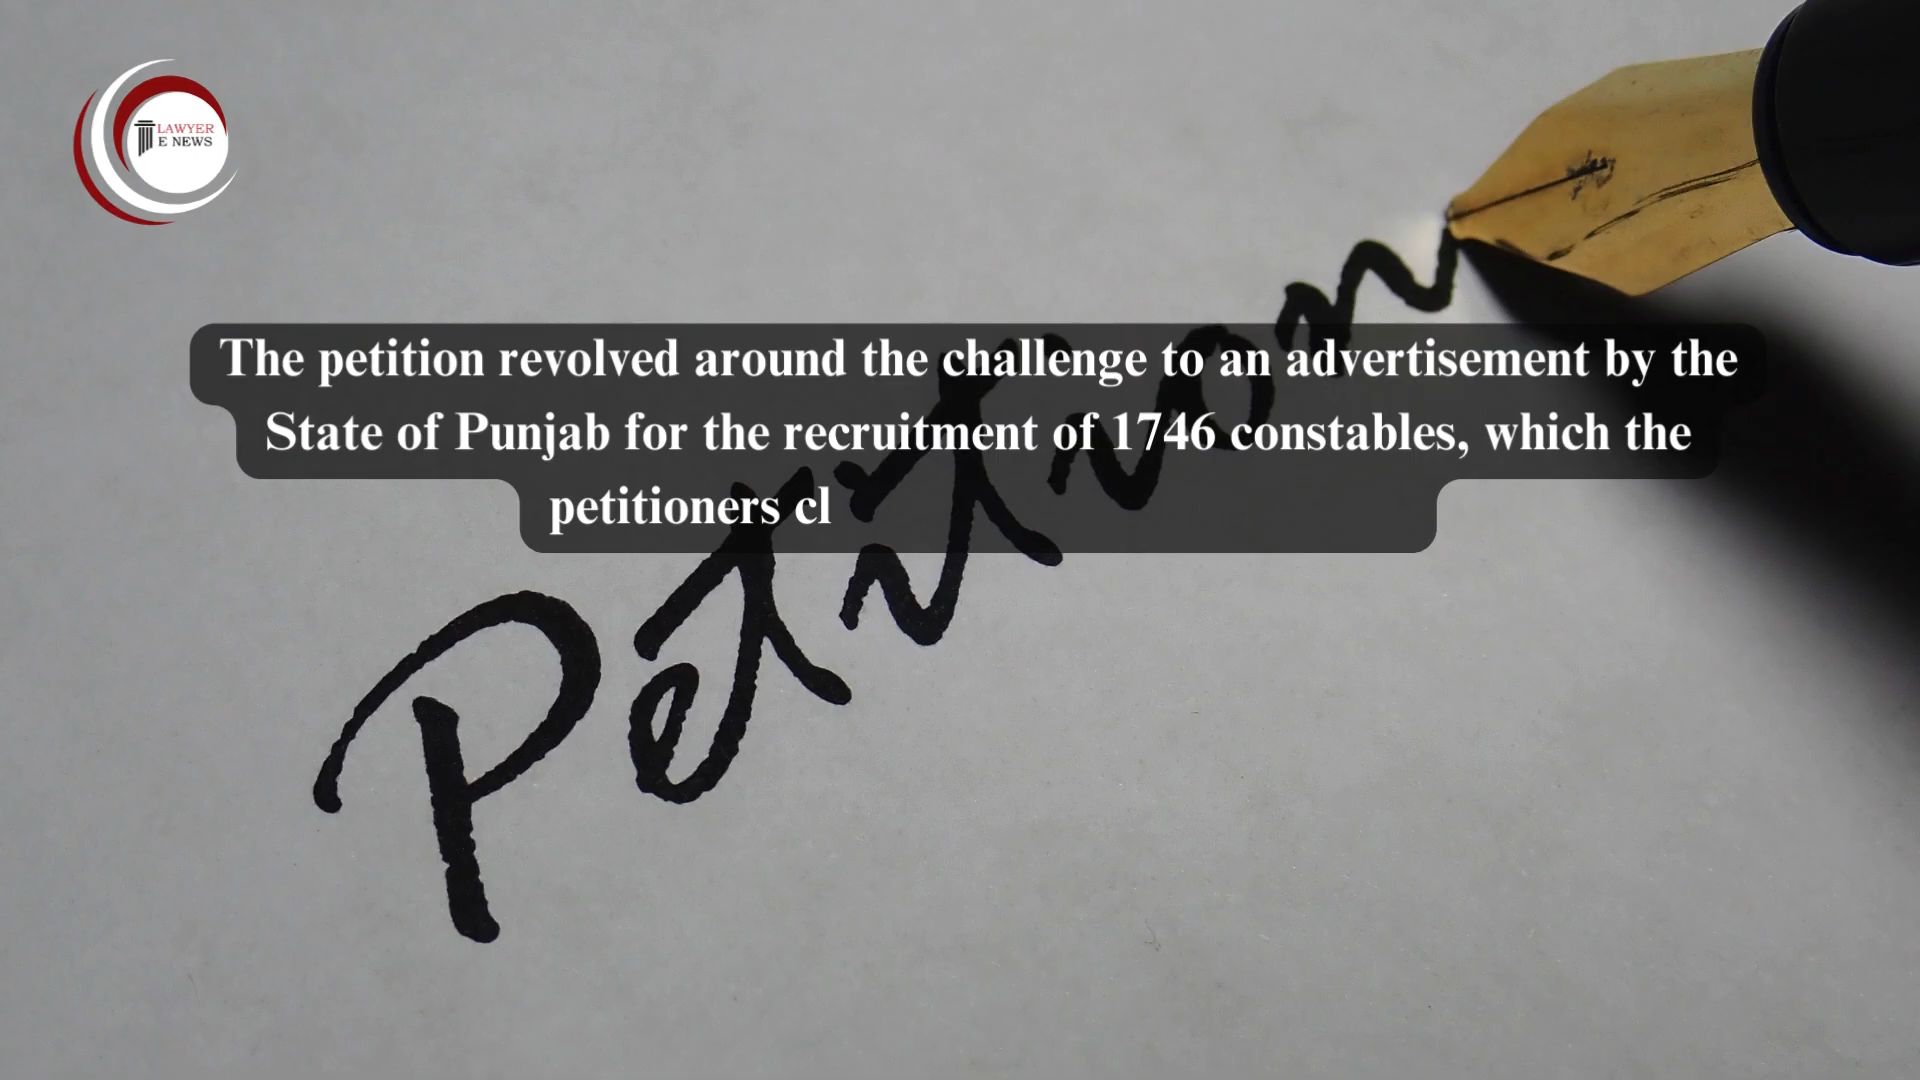 LAWYER
E NEWS
The petition revolved around the challenge to an advertisement by the
State of Punjab for the recruitment of 1746 constables, which the
petitioners cl
Petition